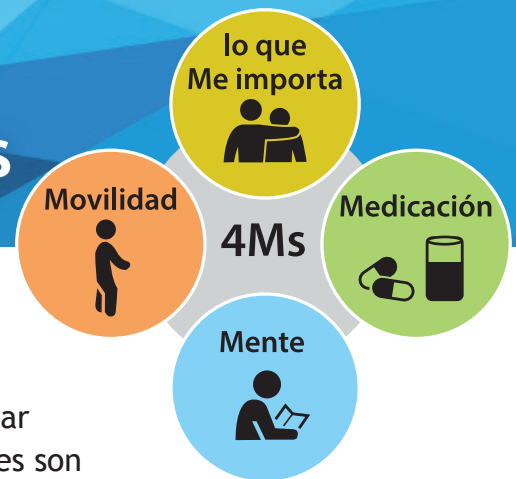 lo que
Me importa
s
Movilidad
4Ms
Medicación
Mente
ar
es son